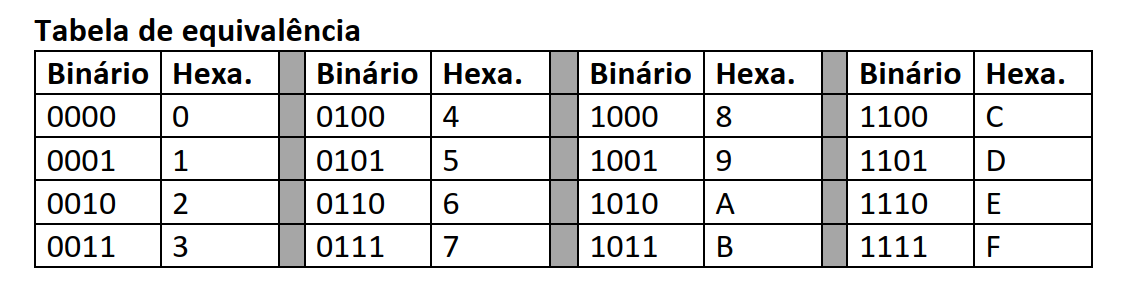 Tabela de equivalência
Binário Hexa. Binário Hexa. Binário Hexa. Binário Hexa.
0000 0 0100 4 1000 8 1100 C
0001 1 0101 5 1001 9 1101 D
0010 2 0110 6 1010 A 1110 E
0011 3 0111 7 1011 B 1111 F